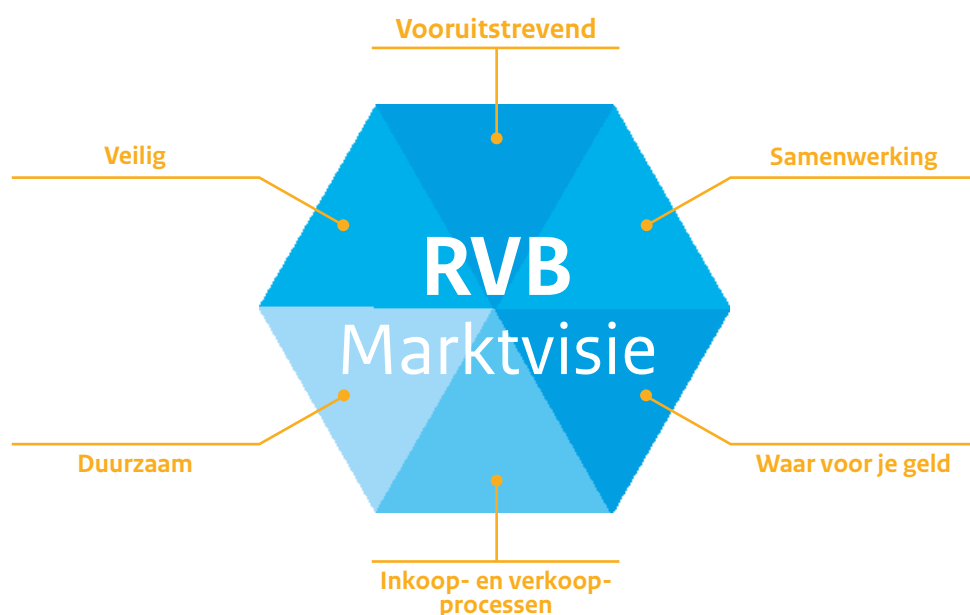 Vooruitstrevend
Veilig
Samenwerking
RVB
Marktvisie
Duurzaam
Waar voor je geld
Inkoop- en verkoop-
processen